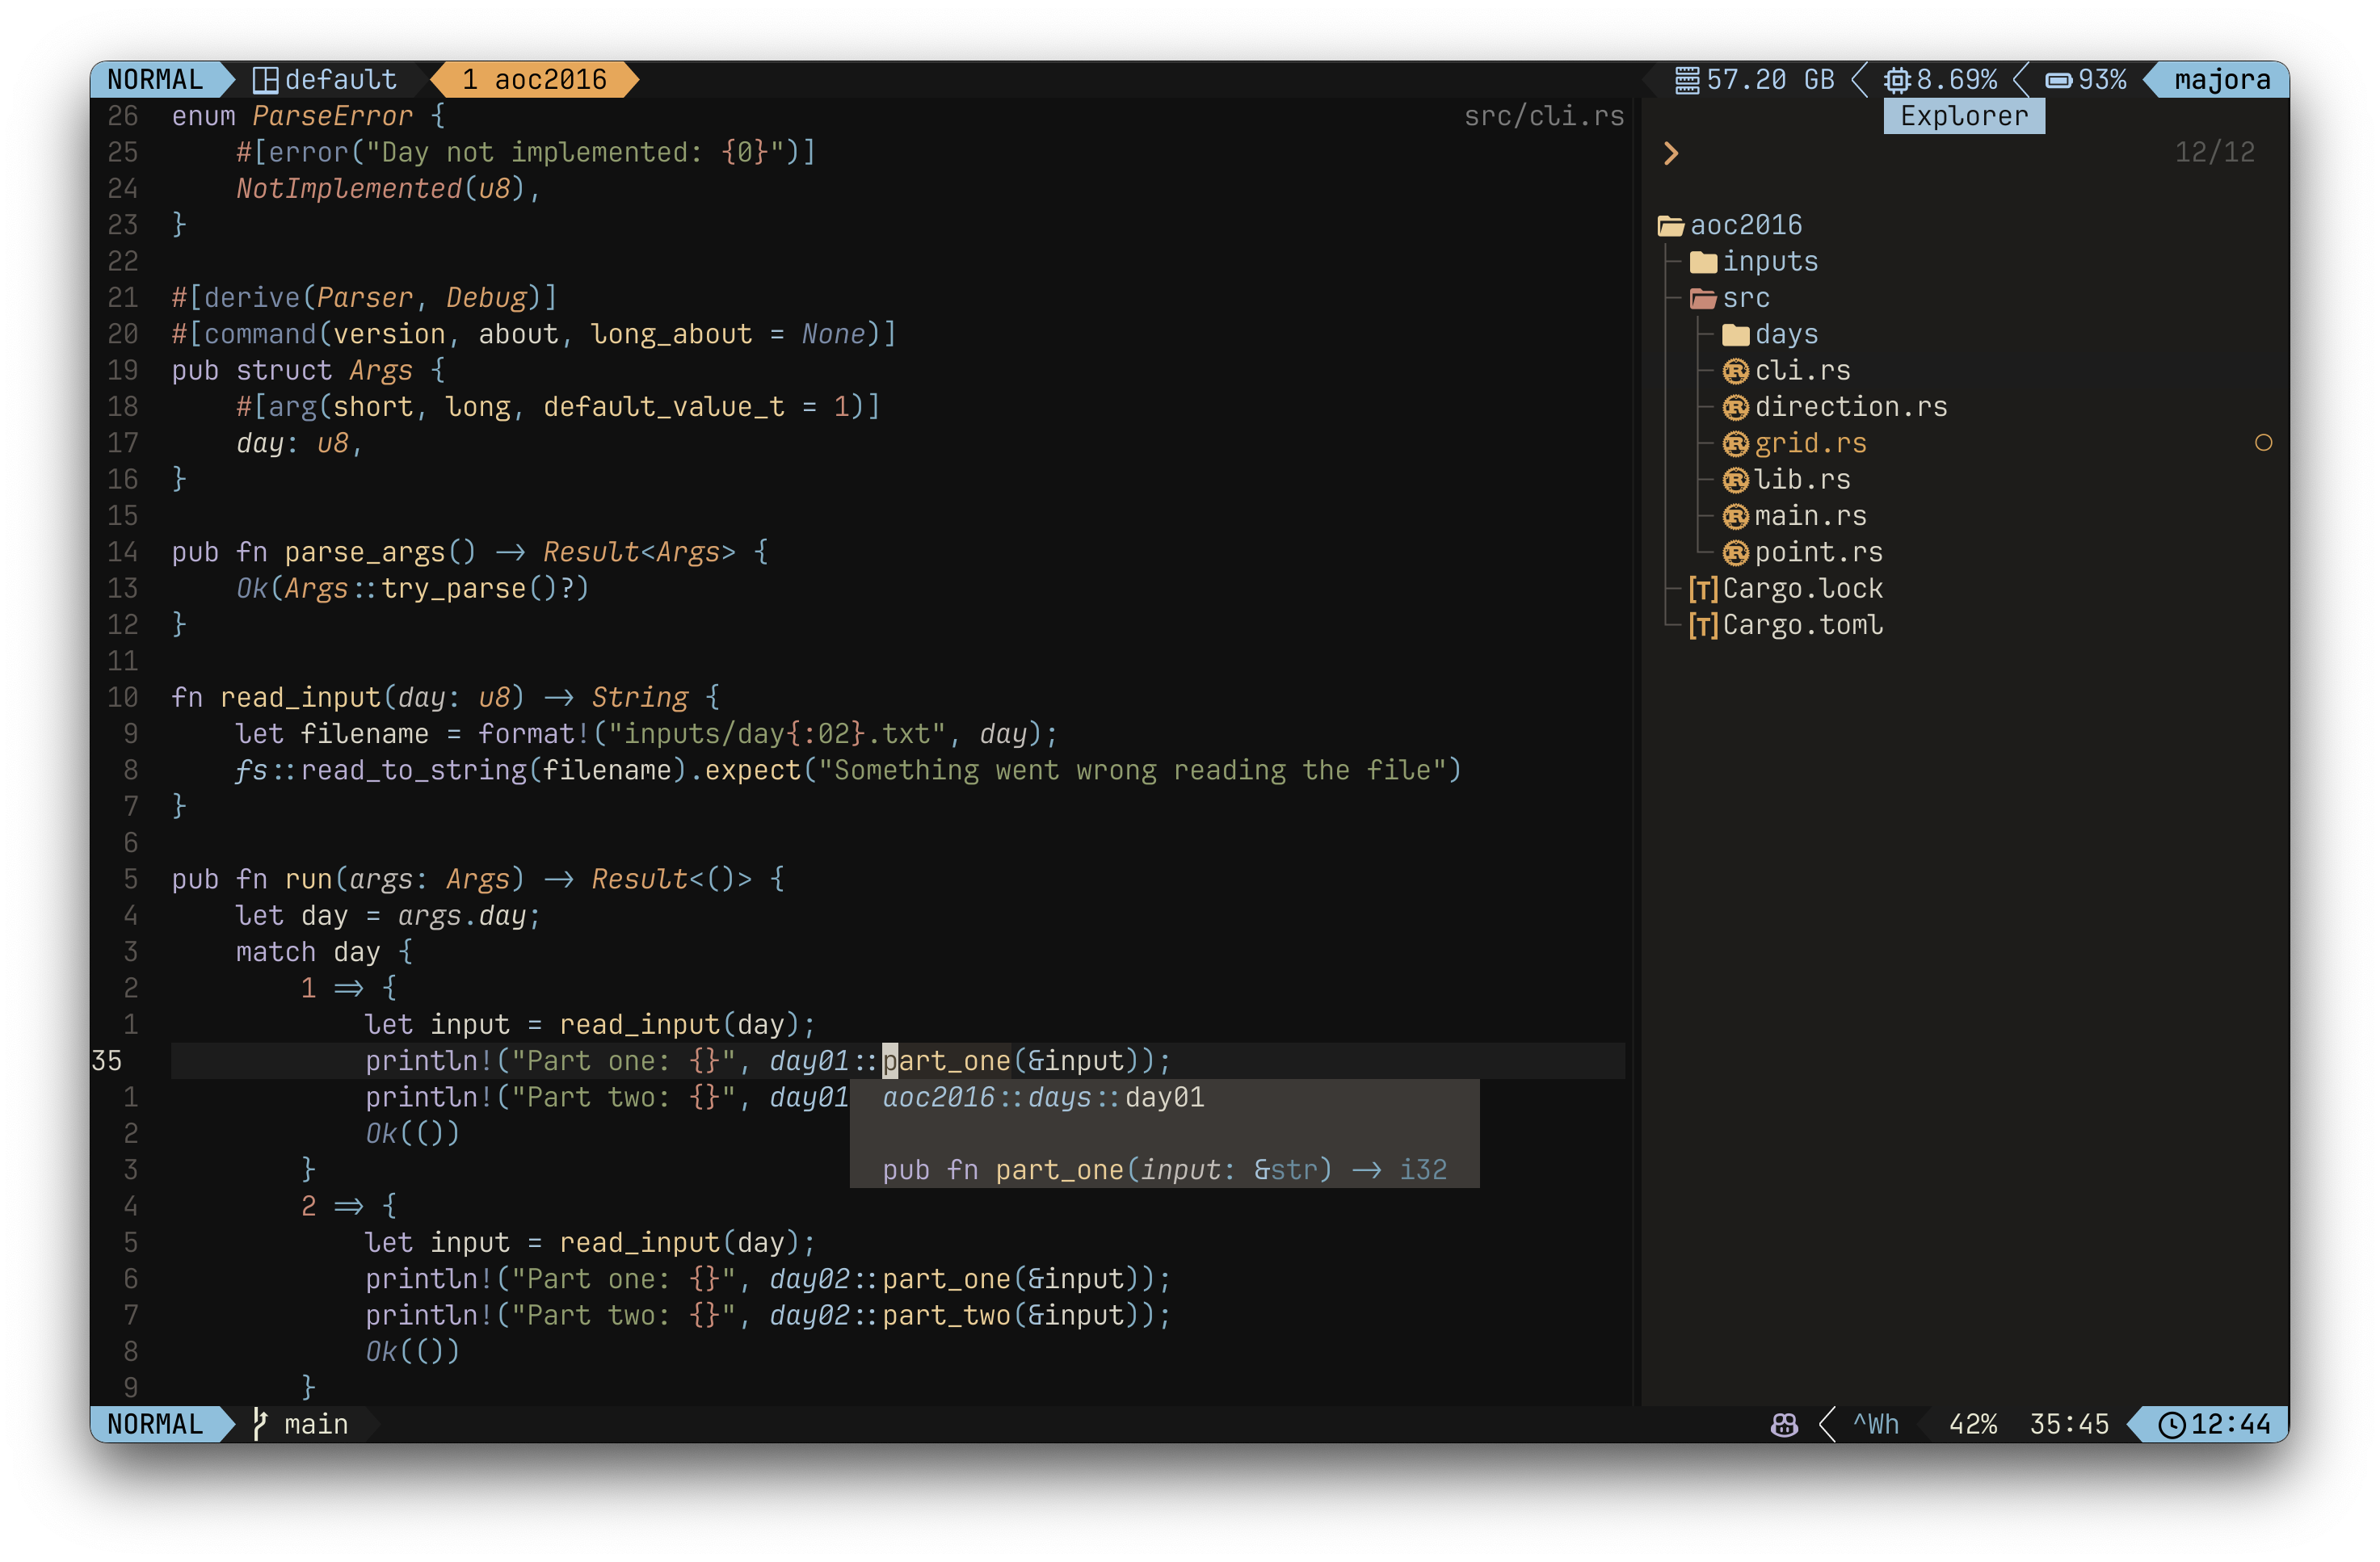 NORMAL default 1 aoc2016 57.20 GB 8.69% 93% majora
26 enum ParseError { src/cli.rs
25     #[error("Day not implemented: {0}")]
24     NotImplemented(u8),
23 }
22
21 #[derive(Parser, Debug)]
20 #[command(version, about, long_about = None)]
19 pub struct Args {
18     #[arg(short, long, default_value_t = 1)]
17     day: u8,
16 }
15
14 pub fn parse_args() -> Result<Args> {
13     Ok(Args::try_parse()?)
12 }
11
10 fn read_input(day: u8) -> String {
9     let filename = format!("inputs/day{:02}.txt", day);
8     fs::read_to_string(filename).expect("Something went wrong reading the file")
7 }
6
5 pub fn run(args: Args) -> Result<()> {
4     let day = args.day;
3     match day {
2         1 => {
1             let input = read_input(day);
35             println!("Part one: {}", day01::part_one(&input));
1             println!("Part two: {}", day01
2             Ok(())
3         }
4         2 => {
5             let input = read_input(day);
6             println!("Part one: {}", day02::part_one(&input));
7             println!("Part two: {}", day02::part_two(&input));
8             Ok(())
9         }
aoc2016::days::day01
pub fn part_one(input: &str) -> i32
Explorer
> 12/12
aoc2016
inputs
src
days
cli.rs
direction.rs
grid.rs
lib.rs
main.rs
point.rs
[T] Cargo.lock
[T] Cargo.toml
NORMAL main ^Wh 42% 35:45 12:44